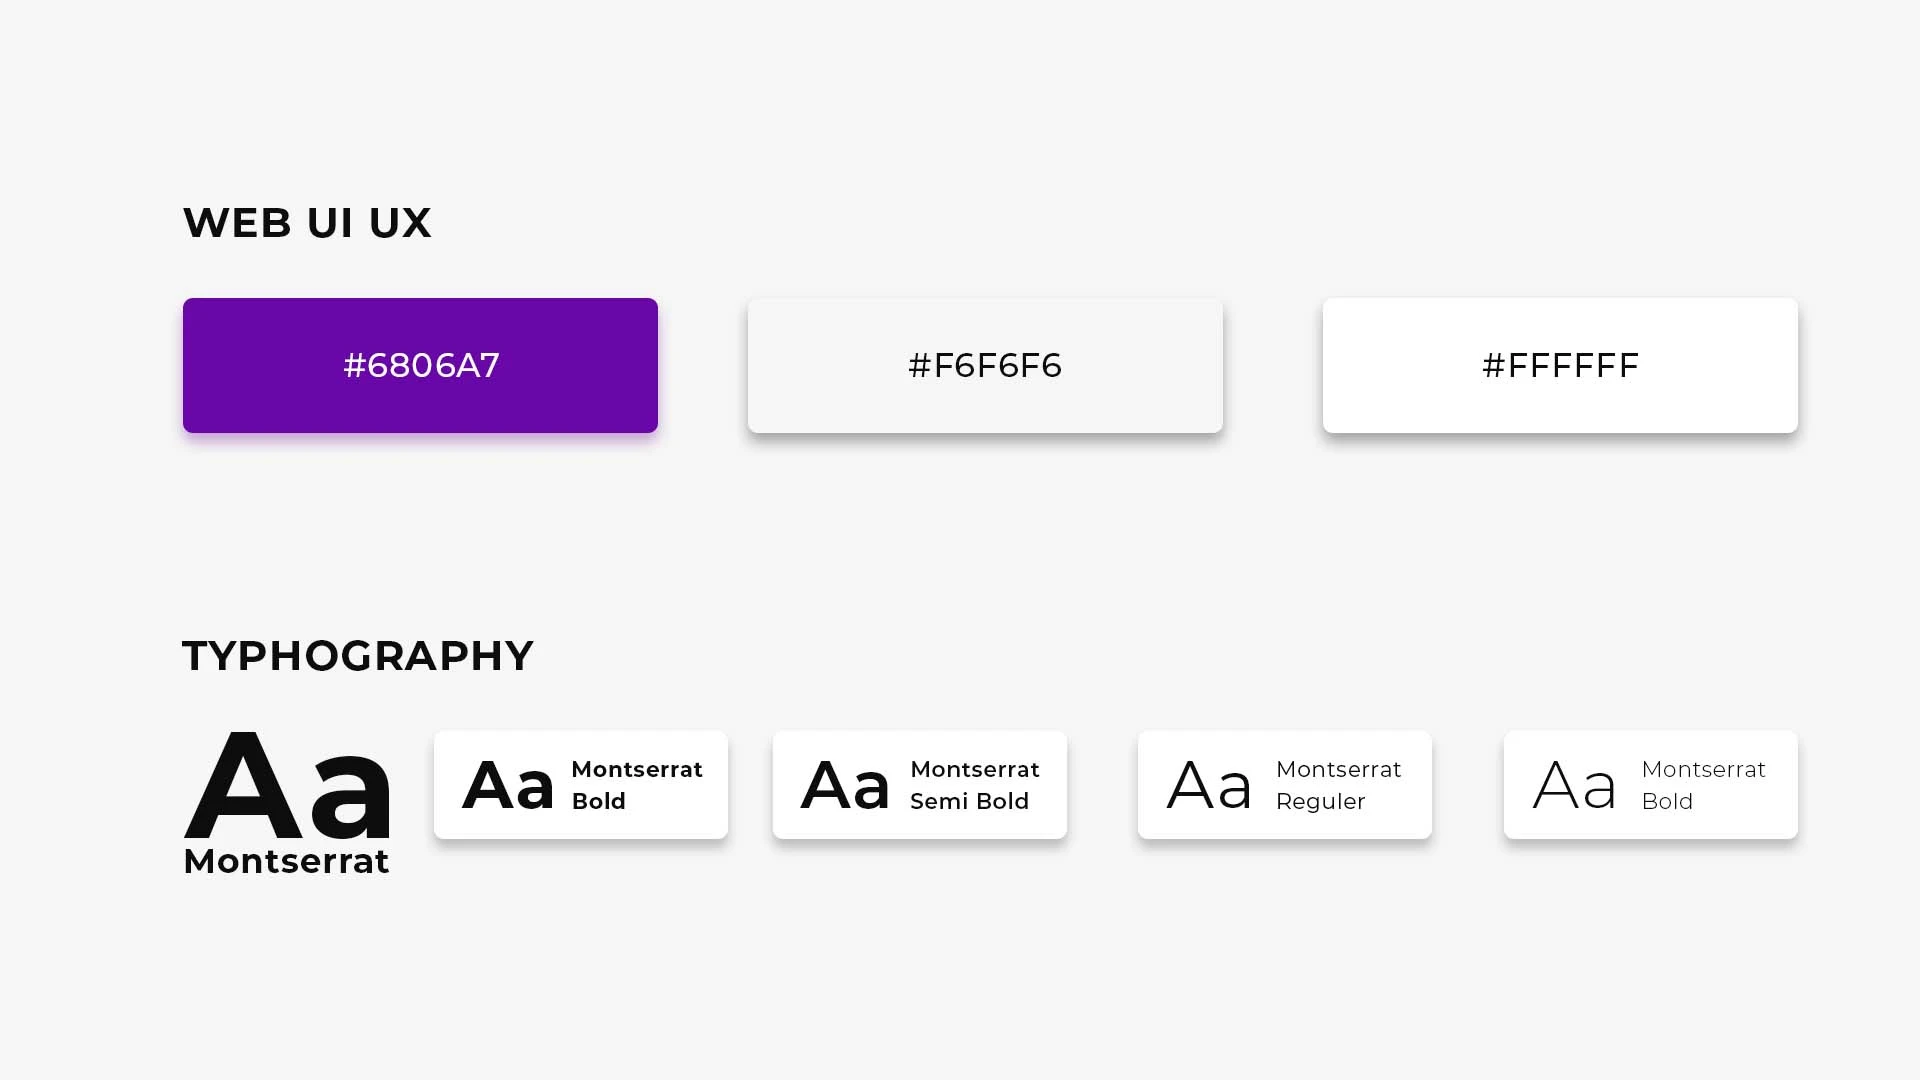 WEB UI UX
#6806A7
#F6F6F6
#FFFFFF
TYPHOGRAPHY
Aa
Montserrat
Aa
Montserrat
Bold
Aa
Montserrat
Semi Bold
Aa
Montserrat
Reguler
Aa
Montserrat
Bold